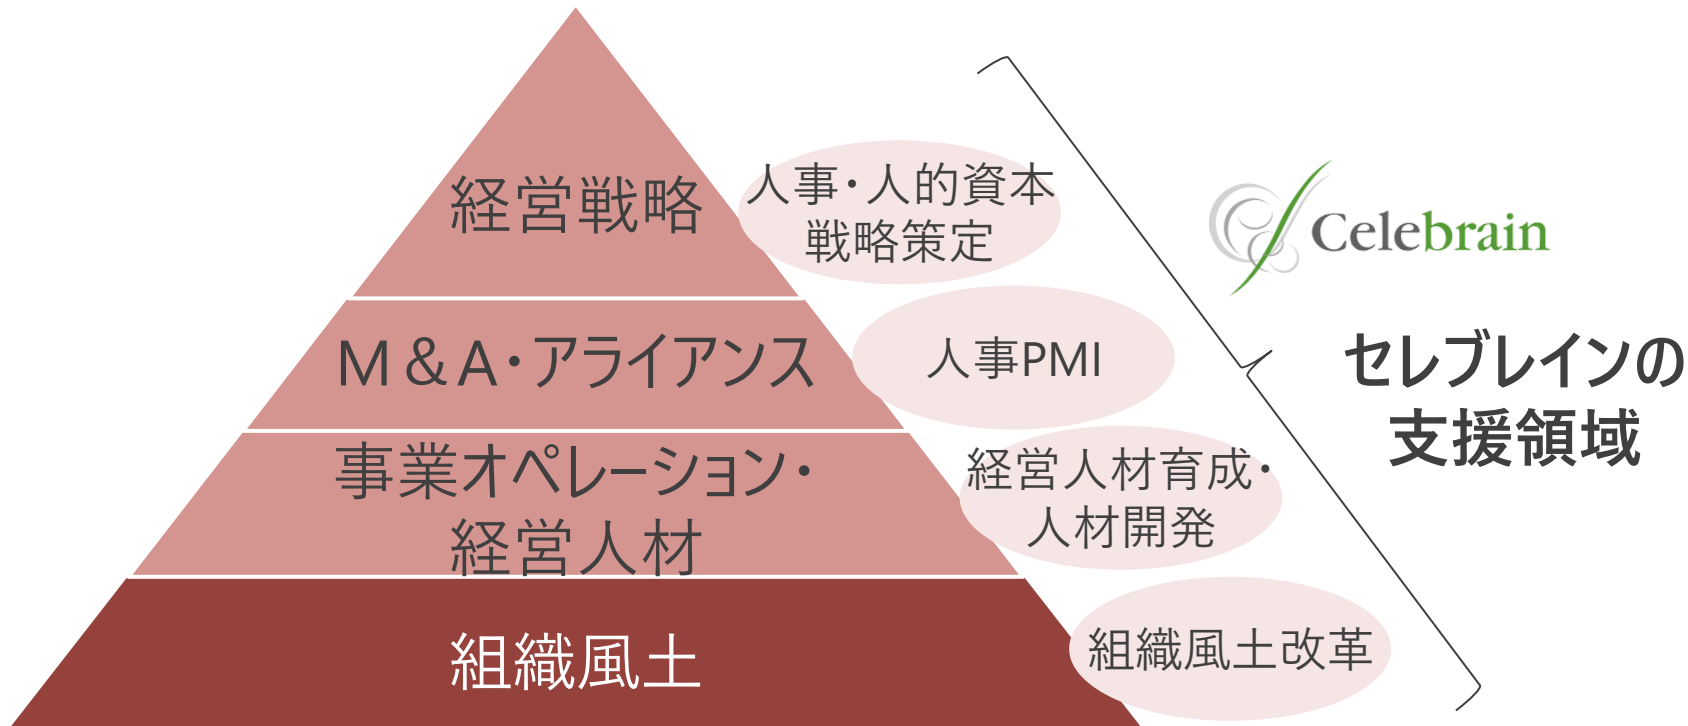 経営戦略
人事・人的資本
戦略策定
Celebrain
M&A・アライアンス
人事PMI
セレブレインの
支援領域
事業オペレーション・
経営人材
経営人材育成・
人材開発
組織風土
組織風土改革